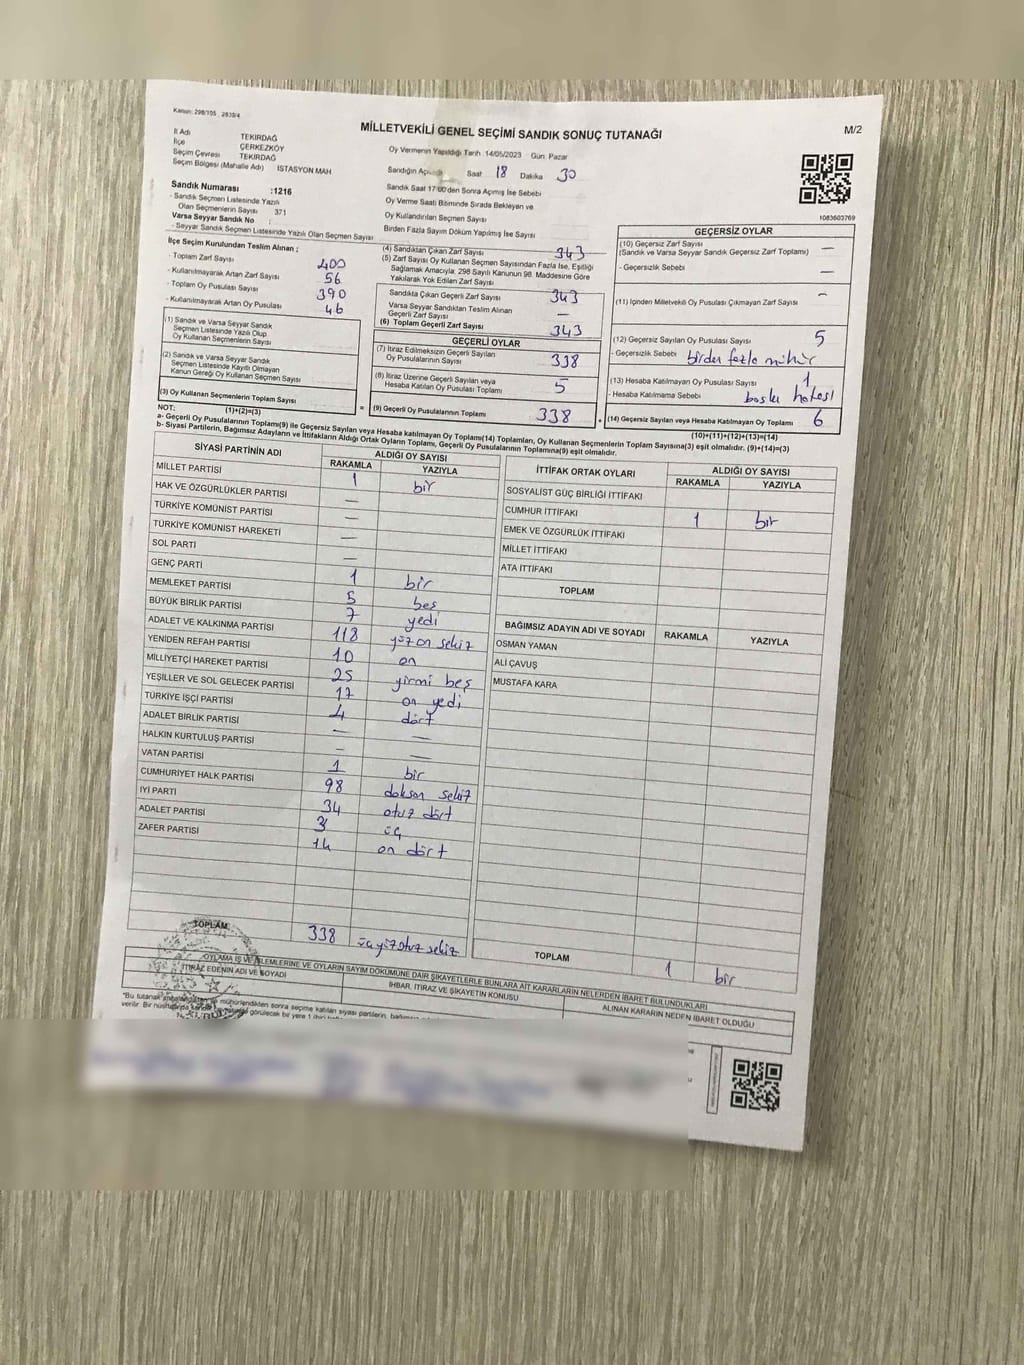 Kanun: 298/105, 2839/4
MİLLETVEKİLİ GENEL SEÇİMİ SANDIK SONUÇ TUTANAĞI
M/2
İl Adı TEKİRDAĞ
İlçe ÇERKEZKÖY
Seçim Çevresi TEKİRDAĞ
Seçim Bölgesi (Mahalle Adı) İSTASYON MAH
Sandık Numarası :1216
- Sandık Seçmen Listesinde Yazılı
Olan Seçmenlerin Sayısı 371
Varsa Seyyar Sandık No :
- Seyyar Sandık Seçmen Listesinde Yazılı Olan Seçmen Sayısı
Oy Vermenin Yapıldığı Tarih :14/05/2023 Gün: Pazar
Sandığın Açıldığı Saat 18 Dakika 30
Sandık Saat 17:00'den Sonra Açılmış İse Sebebi
Oy Verme Saati Bitiminde Sırada Bekleyen ve
Oy Kullandırılan Seçmen Sayısı
Birden Fazla Sayım Döküm Yapılmış İse Sayısı
1083603769
İlçe Seçim Kurulundan Teslim Alınan :
- Toplam Zarf Sayısı 400
- Kullanılmayarak Artan Zarf Sayısı 56
- Toplam Oy Pusulası Sayısı 390
- Kullanılmayarak Artan Oy Pusulası 46
(1) Sandık ve Varsa Seyyar Sandık
Seçmen Listesinde Yazılı Olup
Oy Kullanan Seçmenlerin Sayısı
(2) Sandık ve Varsa Seyyar Sandık
Seçmen Listesinde Kayıtlı Olmayan
Kanun Gereği Oy Kullanan Seçmen Sayısı
(3) Oy Kullanan Seçmenlerin Toplam Sayısı
(1)+(2)=(3)
(4) Sandıktan Çıkan Zarf Sayısı 343
(5) Zarf Sayısı Oy Kullanan Seçmen Sayısından Fazla İse, Eşitliği
Sağlamak Amacıyla; 298 Sayılı Kanunun 98. Maddesine Göre
Yakılarak Yok Edilen Zarf Sayısı
Sandıkta Çıkan Geçerli Zarf Sayısı 343
Varsa Seyyar Sandıktan Teslim Alınan
Geçerli Zarf Sayısı —
(6) Toplam Geçerli Zarf Sayısı 343
GEÇERLİ OYLAR
(7) İtiraz Edilmeksizin Geçerli Sayılan
Oy Pusulalarının Sayısı 338
(8) İtiraz Üzerine Geçerli Sayılan veya
Hesaba Katılan Oy Pusulası Toplamı 5
= (9) Geçerli Oy Pusulalarının Toplamı 338 +
GEÇERSİZ OYLAR
(10) Geçersiz Zarf Sayısı —
(Sandık ve Varsa Seyyar Sandık Geçersiz Zarf Toplamı)
- Geçersizlik Sebebi —
(11) İçinden Milletvekili Oy Pusulası Çıkmayan Zarf Sayısı —
(12) Geçersiz Sayılan Oy Pusulası Sayısı 5
- Geçersizlik Sebebi birden fazla mühür
(13) Hesaba Katılmayan Oy Pusulası Sayısı 1
- Hesaba Katılmama Sebebi baskı hatası
(14) Geçersiz Sayılan veya Hesaba Katılmayan Oy Toplamı 6
(10)+(11)+(12)+(13)=(14)
NOT:
a- Geçerli Oy Pusulalarının Toplamı(9) ile Geçersiz Sayılan veya Hesaba katılmayan Oy Toplamı(14) Toplamları, Oy Kullanan Seçmenlerin Toplam Sayısına(3) eşit olmalıdır. (9)+(14)=(3)
b- Siyasi Partilerin, Bağımsız Adayların ve İttifakların Aldığı Ortak Oyların Toplamı, Geçerli Oy Pusulalarının Toplamına(9) eşit olmalıdır.
SİYASİ PARTİNİN ADI ALDIĞI OY SAYISI
RAKAMLA YAZIYLA
MİLLET PARTİSİ 1 bir
HAK VE ÖZGÜRLÜKLER PARTİSİ —
TÜRKİYE KOMÜNİST PARTİSİ —
TÜRKİYE KOMÜNİST HAREKETİ —
SOL PARTİ —
GENÇ PARTİ 1 bir
MEMLEKET PARTİSİ 5 beş
BÜYÜK BİRLİK PARTİSİ 7 yedi
ADALET VE KALKINMA PARTİSİ 118 yüz on sekiz
YENİDEN REFAH PARTİSİ 10 on
MİLLİYETÇİ HAREKET PARTİSİ 25 yirmi beş
YEŞİLLER VE SOL GELECEK PARTİSİ 17 on yedi
TÜRKİYE İŞÇİ PARTİSİ 4 dört
ADALET BİRLİK PARTİSİ — —
HALKIN KURTULUŞ PARTİSİ — —
VATAN PARTİSİ 1 bir
CUMHURİYET HALK PARTİSİ 98 doksan sekiz
İYİ PARTİ 34 otuz dört
ADALET PARTİSİ 3 üç
ZAFER PARTİSİ 14 on dört
TOPLAM 338 üç yüz otuz sekiz
İTTİFAK ORTAK OYLARI ALDIĞI OY SAYISI
RAKAMLA YAZIYLA
SOSYALİST GÜÇ BİRLİĞİ İTTİFAKI
CUMHUR İTTİFAKI 1 bir
EMEK VE ÖZGÜRLÜK İTTİFAKI
MİLLET İTTİFAKI
ATA İTTİFAKI
TOPLAM
BAĞIMSIZ ADAYIN ADI VE SOYADI RAKAMLA YAZIYLA
OSMAN YAMAN
ALİ ÇAVUŞ
MUSTAFA KARA
TOPLAM 1 bir
OYLAMA İŞ VE İŞLEMLERİNE VE OYLARIN SAYIM DÖKÜMÜNE DAİR ŞİKAYETLERLE BUNLARA AİT KARARLARIN NELERDEN İBARET BULUNDUKLARI
İTİRAZ EDENİN ADI VE SOYADI İHBAR, İTİRAZ VE ŞİKAYETİN KONUSU ALINAN KARARIN NEDEN İBARET OLDUĞU